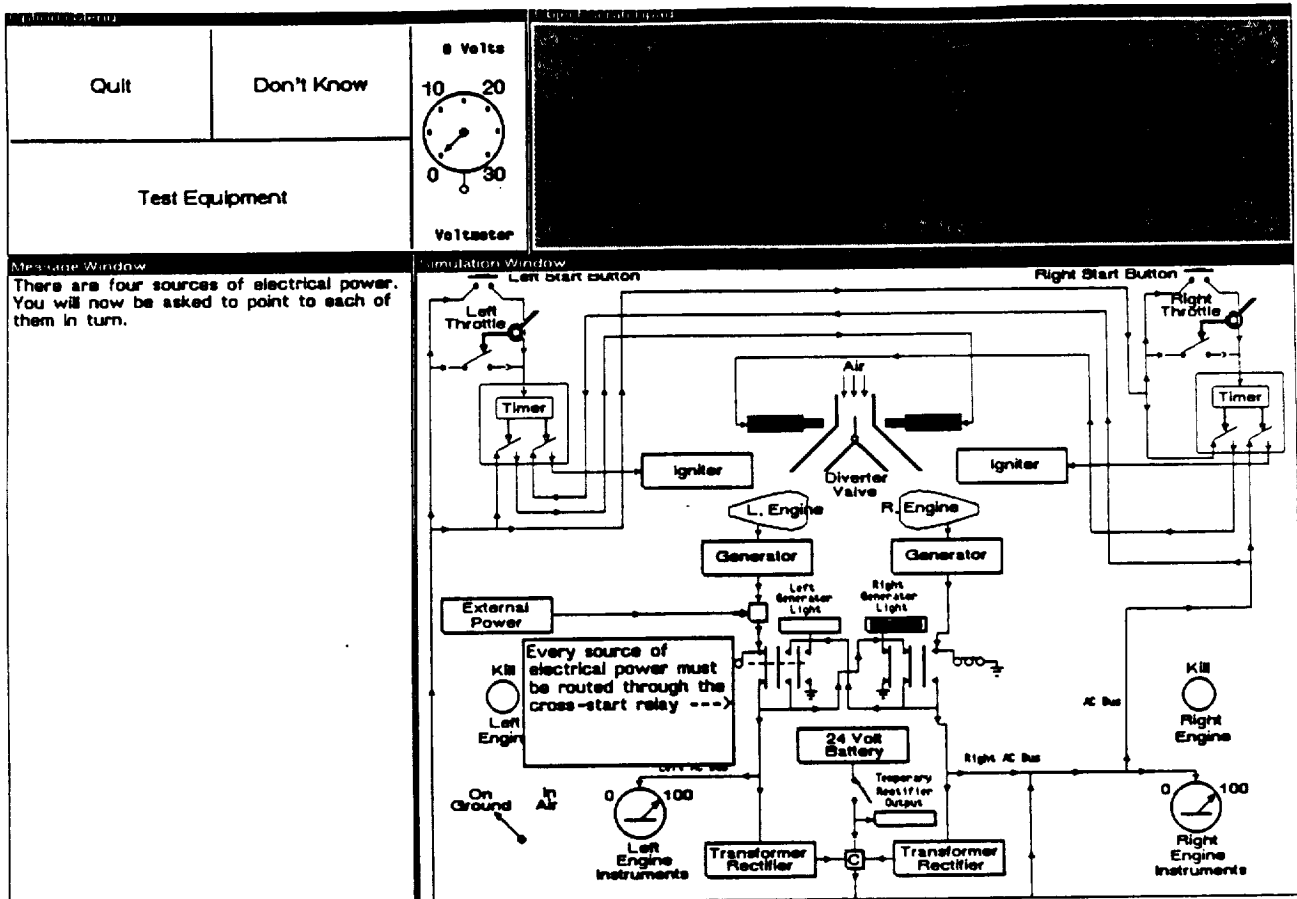 Quit
Don't Know
Test Equipment
0 Volts
10
20
0
30
Voltmeter
Message Window
There are four sources of electrical power.
You will now be asked to point to each of
them in turn.
Simulation Window
Left Start Button
Right Start Button
Left
Throttle
Right
Throttle
Air
Timer
Timer
Igniter
Igniter
Diverter
Valve
L. Engine
R. Engine
Generator
Generator
Left
Generator
Light
Right
Generator
Light
External
Power
Every source of
electrical power must
be routed through the
cross-start relay --->
Kill
Left
Engin
Kill
Right
Engine
AC Bus
24 Volt
Battery
Left AC Bus
Right AC Bus
Temporary
Rectifier
Output
On
Ground
In
Air
0
100
Left
Engine
Instruments
0
100
Right
Engine
Instruments
Transformer
Rectifier
C
Transformer
Rectifier